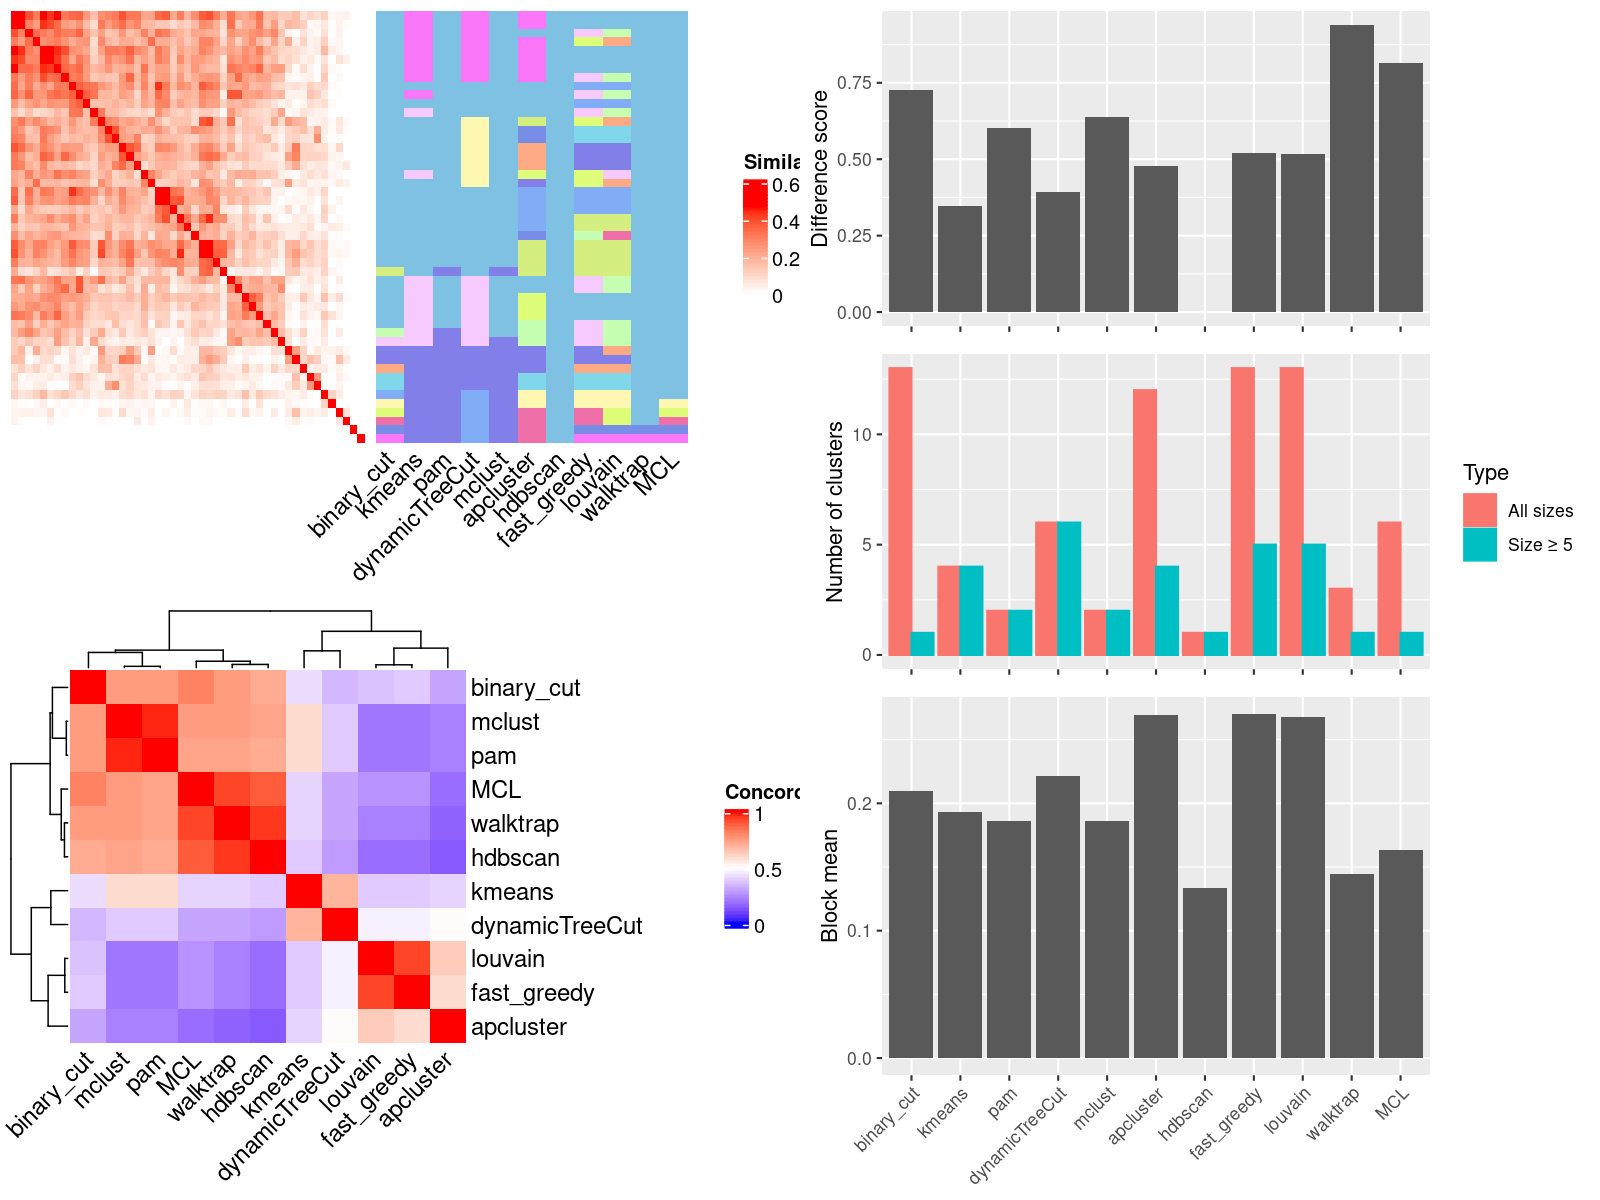 Simila
0.6
0.4
0.2
0
binary_cut
kmeans
pam
dynamicTreeCut
mclust
apcluster
hdbscan
fast_greedy
louvain
walktrap
MCL
Difference score
0.75
0.50
0.25
0.00
Number of clusters
10
5
0
Type
All sizes
Size ≥ 5
Block mean
0.2
0.1
0.0
binary_cut
kmeans
pam
dynamicTreeCut
mclust
apcluster
hdbscan
fast_greedy
louvain
walktrap
MCL
binary_cut
mclust
pam
MCL
walktrap
hdbscan
kmeans
dynamicTreeCut
louvain
fast_greedy
apcluster
Concord
1
0.5
0
binary_cut
mclust
pam
MCL
walktrap
hdbscan
kmeans
dynamicTreeCut
louvain
fast_greedy
apcluster